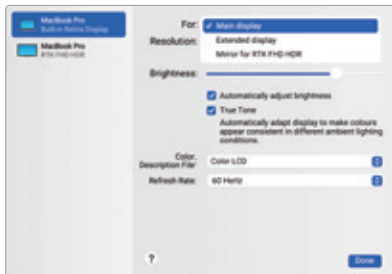 MacBook Pro
Built-in Retina Display
MacBook Pro
RTK FHD HDR
For:
✓ Main display
Extended display
Mirror for RTK FHD HDR
Resolution:
Brightness:
Automatically adjust brightness
True Tone
Automatically adapt display to make colours
appear consistent in different ambient lighting
conditions.
Color
Description File:
Color LCD
Refresh Rate:
60 Hertz
?
Done